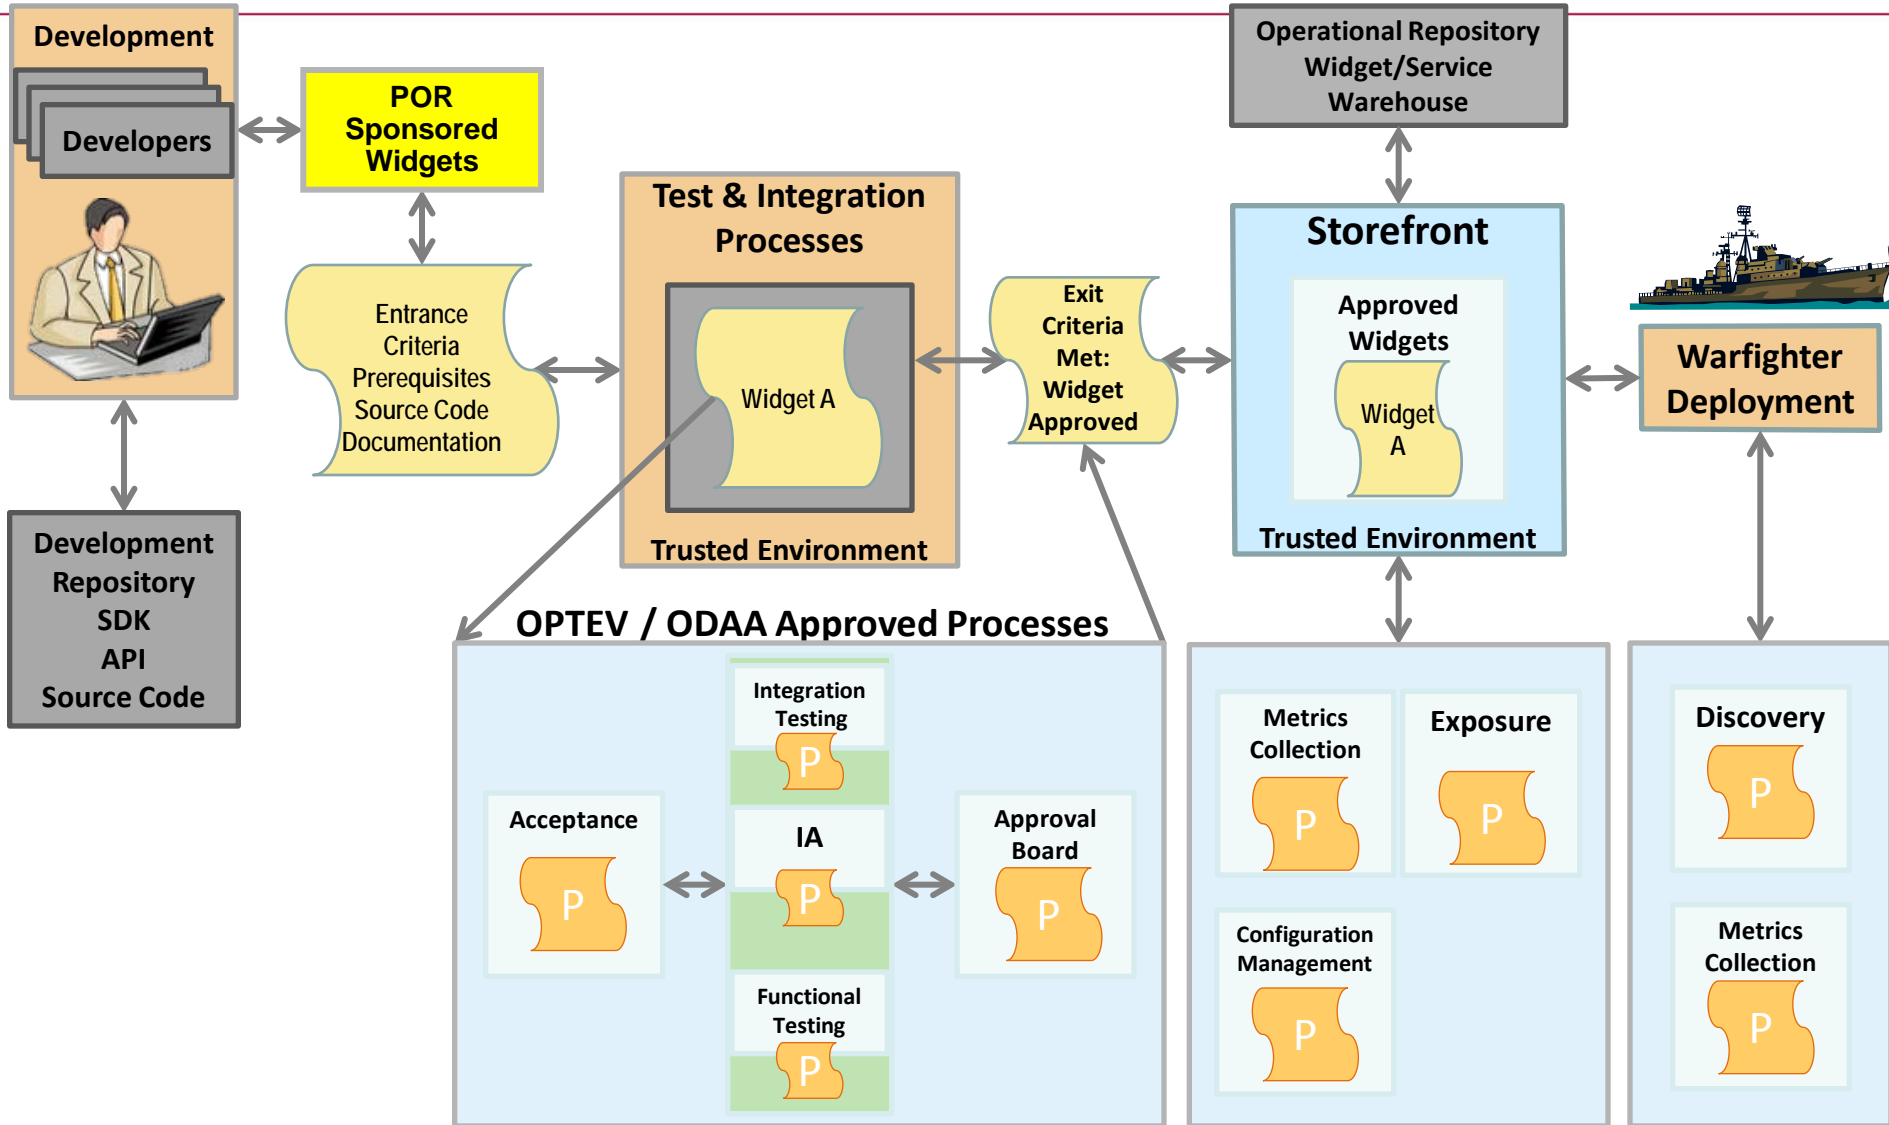 Development
Developers
POR
Sponsored
Widgets
Entrance
Criteria
Prerequisites
Source Code
Documentation
Development
Repository
SDK
API
Source Code
Test & Integration
Processes
Widget A
Trusted Environment
Exit
Criteria
Met:
Widget
Approved
Operational Repository
Widget/Service
Warehouse
Storefront
Approved
Widgets
Widget
A
Trusted Environment
Warfighter
Deployment
OPTEV / ODAA Approved Processes
Acceptance
P
Integration
Testing
P
IA
P
Functional
Testing
P
Approval
Board
P
Metrics
Collection
P
Exposure
P
Configuration
Management
P
Discovery
P
Metrics
Collection
P